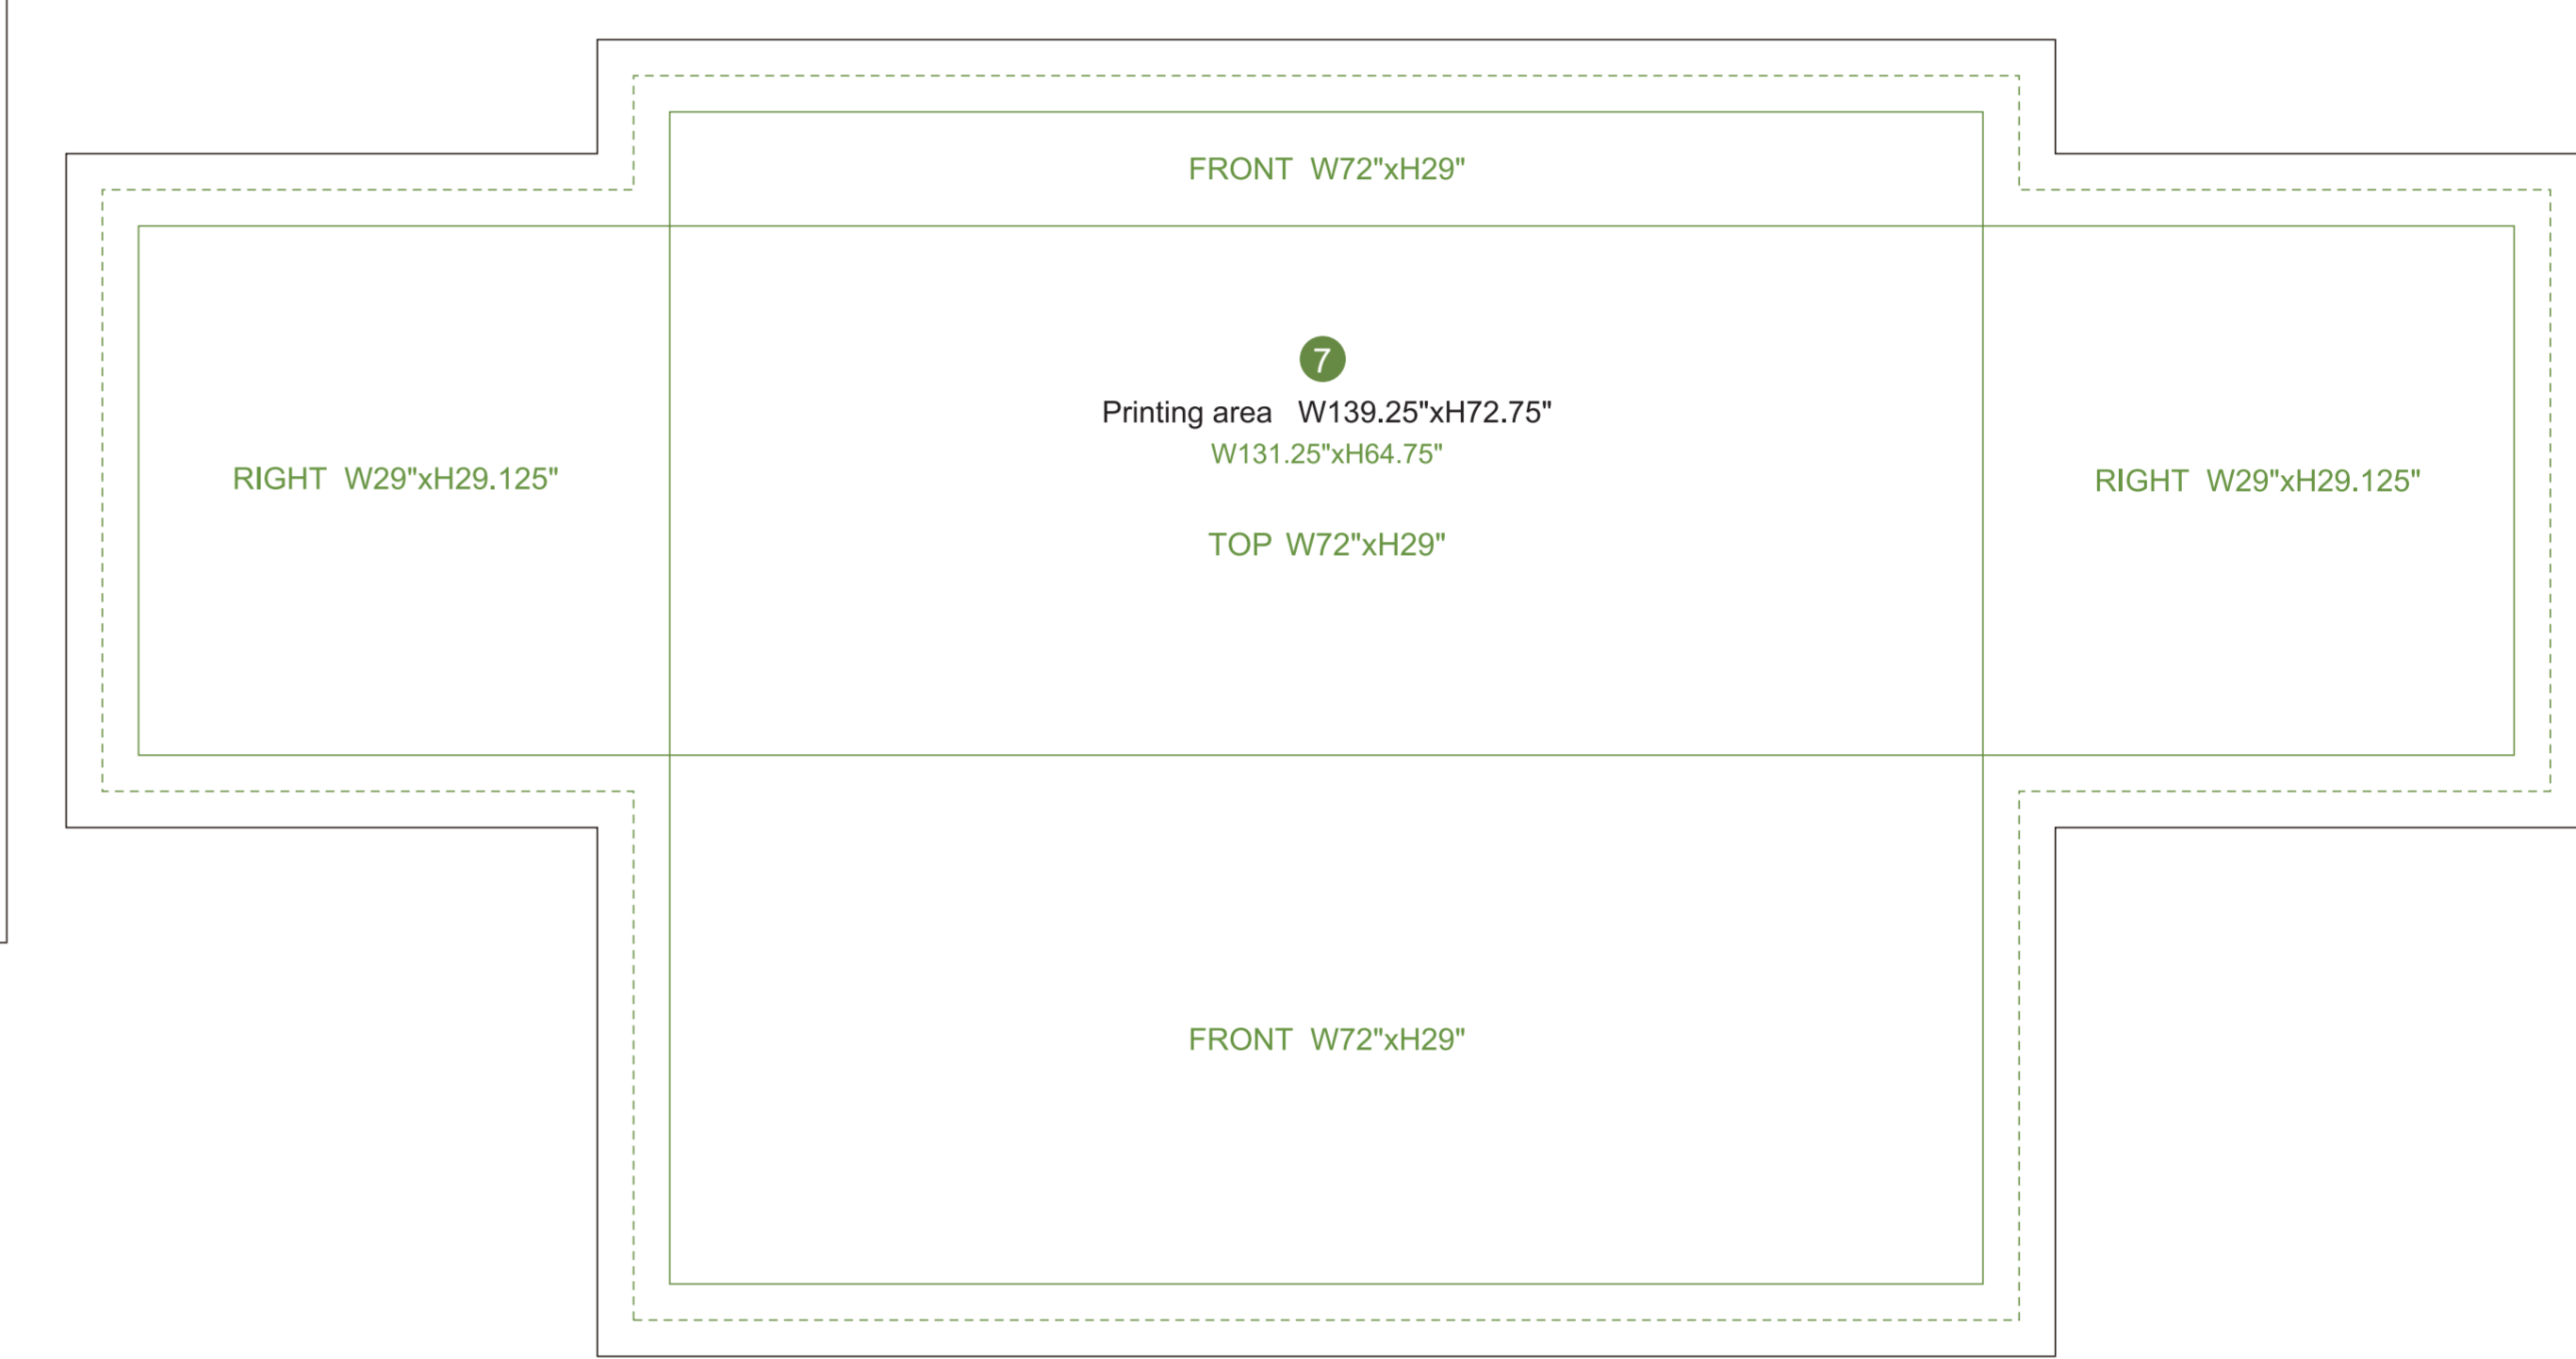 FRONT W72"xH29"
7
Printing area W139.25"xH72.75"
W131.25"xH64.75"
RIGHT W29"xH29.125"
RIGHT W29"xH29.125"
TOP W72"xH29"
FRONT W72"xH29"